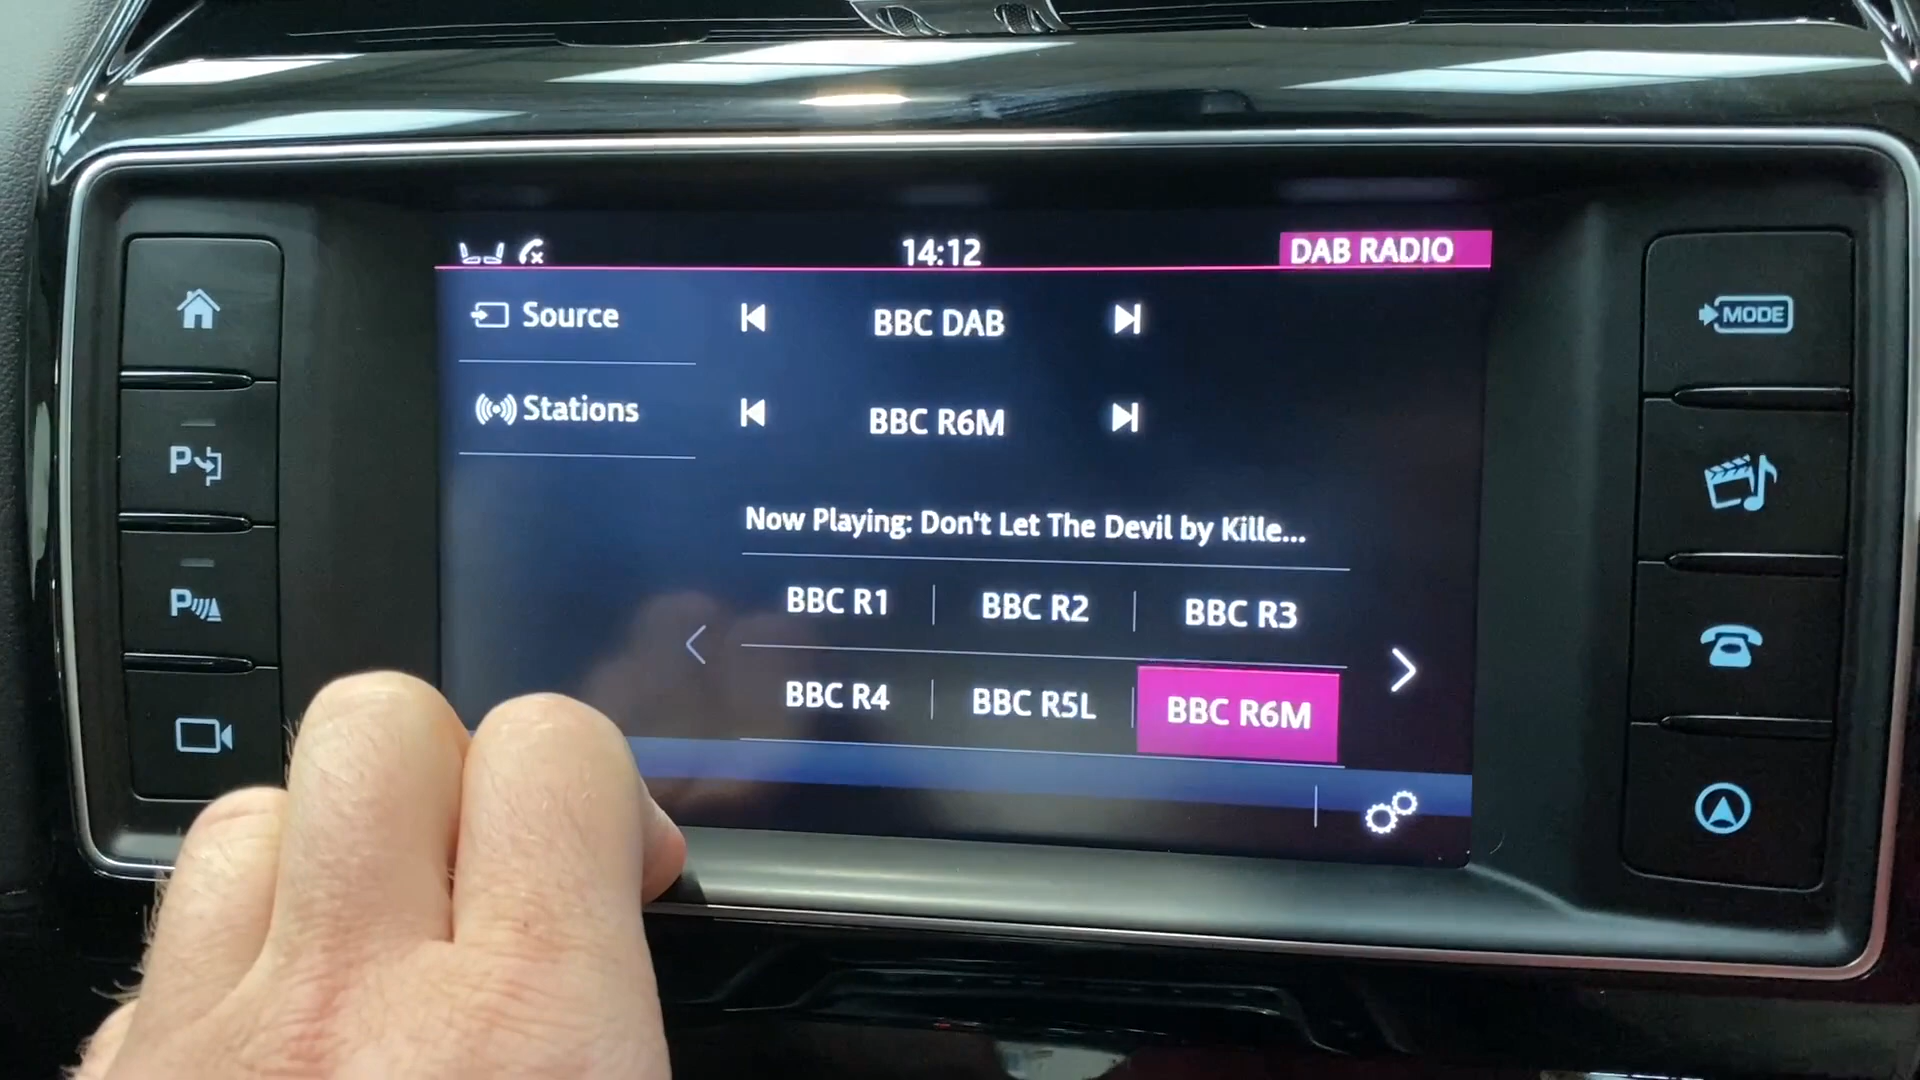 14:12
DAB RADIO
Source
BBC DAB
Stations
BBC R6M
Now Playing: Don't Let The Devil by Kille...
BBC R1
BBC R2
BBC R3
BBC R4
BBC R5L
BBC R6M
P
P
MODE